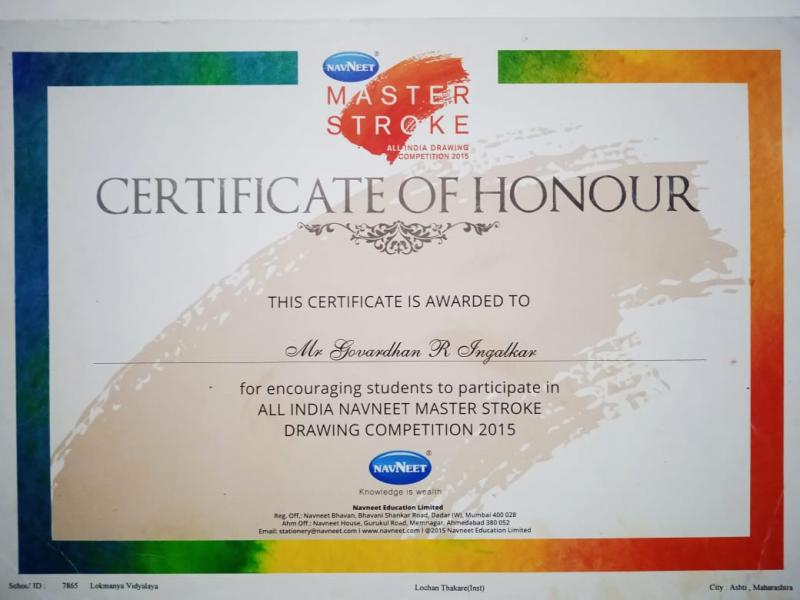 NAVNEET
MASTER
STROKE
ALL INDIA DRAWING
COMPETITION 2015
CERTIFICATE OF HONOUR
THIS CERTIFICATE IS AWARDED TO
Mr Govardhan R Ingalkar
for encouraging students to participate in
ALL INDIA NAVNEET MASTER STROKE
DRAWING COMPETITION 2015
NAVNEET
Knowledge is wealth
Navneet Education Limited
Reg. Off.: Navneet Bhavan, Bhavani Shankar Road, Dadar (W), Mumbai 400 028
Ahm Off.: Navneet House, Gurukul Road, Memnagar, Ahmedabad 380 052
Email: stationery@navneet.com I www.navneet.com I @2015 Navneet Education Limited
School ID : 7865 Lokmanya Vidyalaya Lochan Thakare(Inst) City : Ashti , Maharashtra